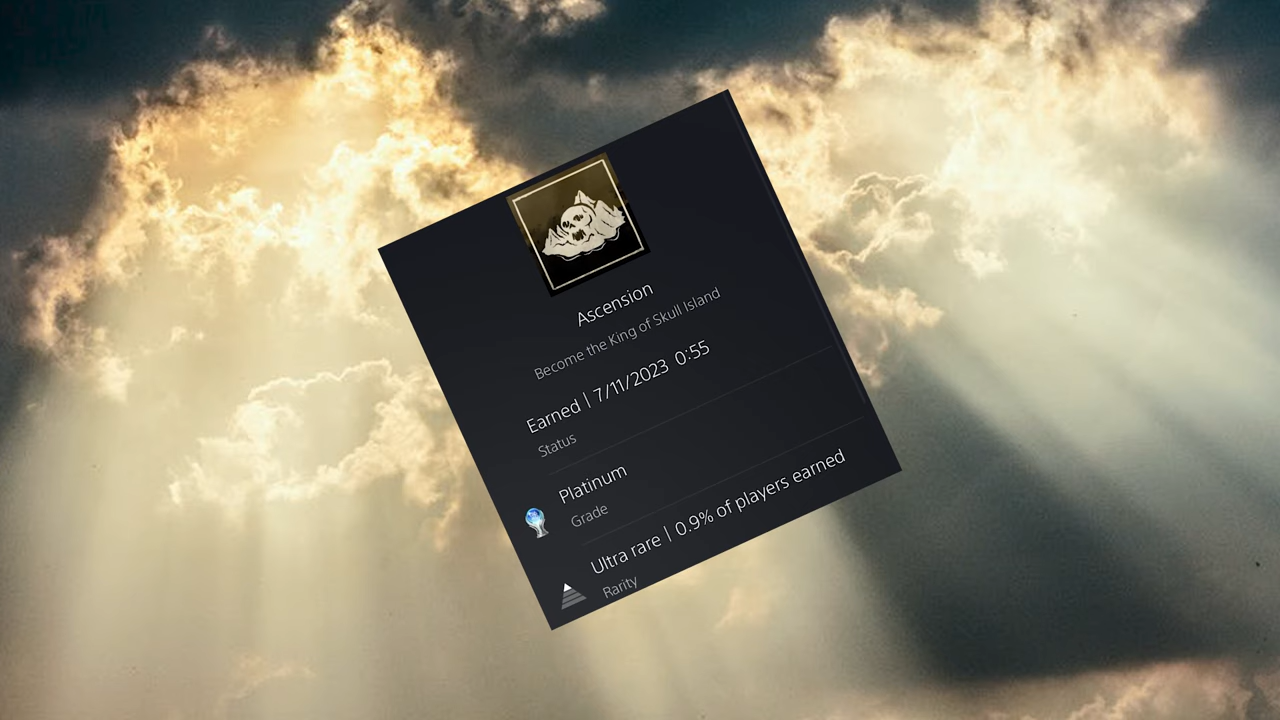 Ascension
Become the King of Skull Island
Earned | 7/11/2023 0:55
Status
Platinum
Grade
Ultra rare | 0.9% of players earned
Rarity